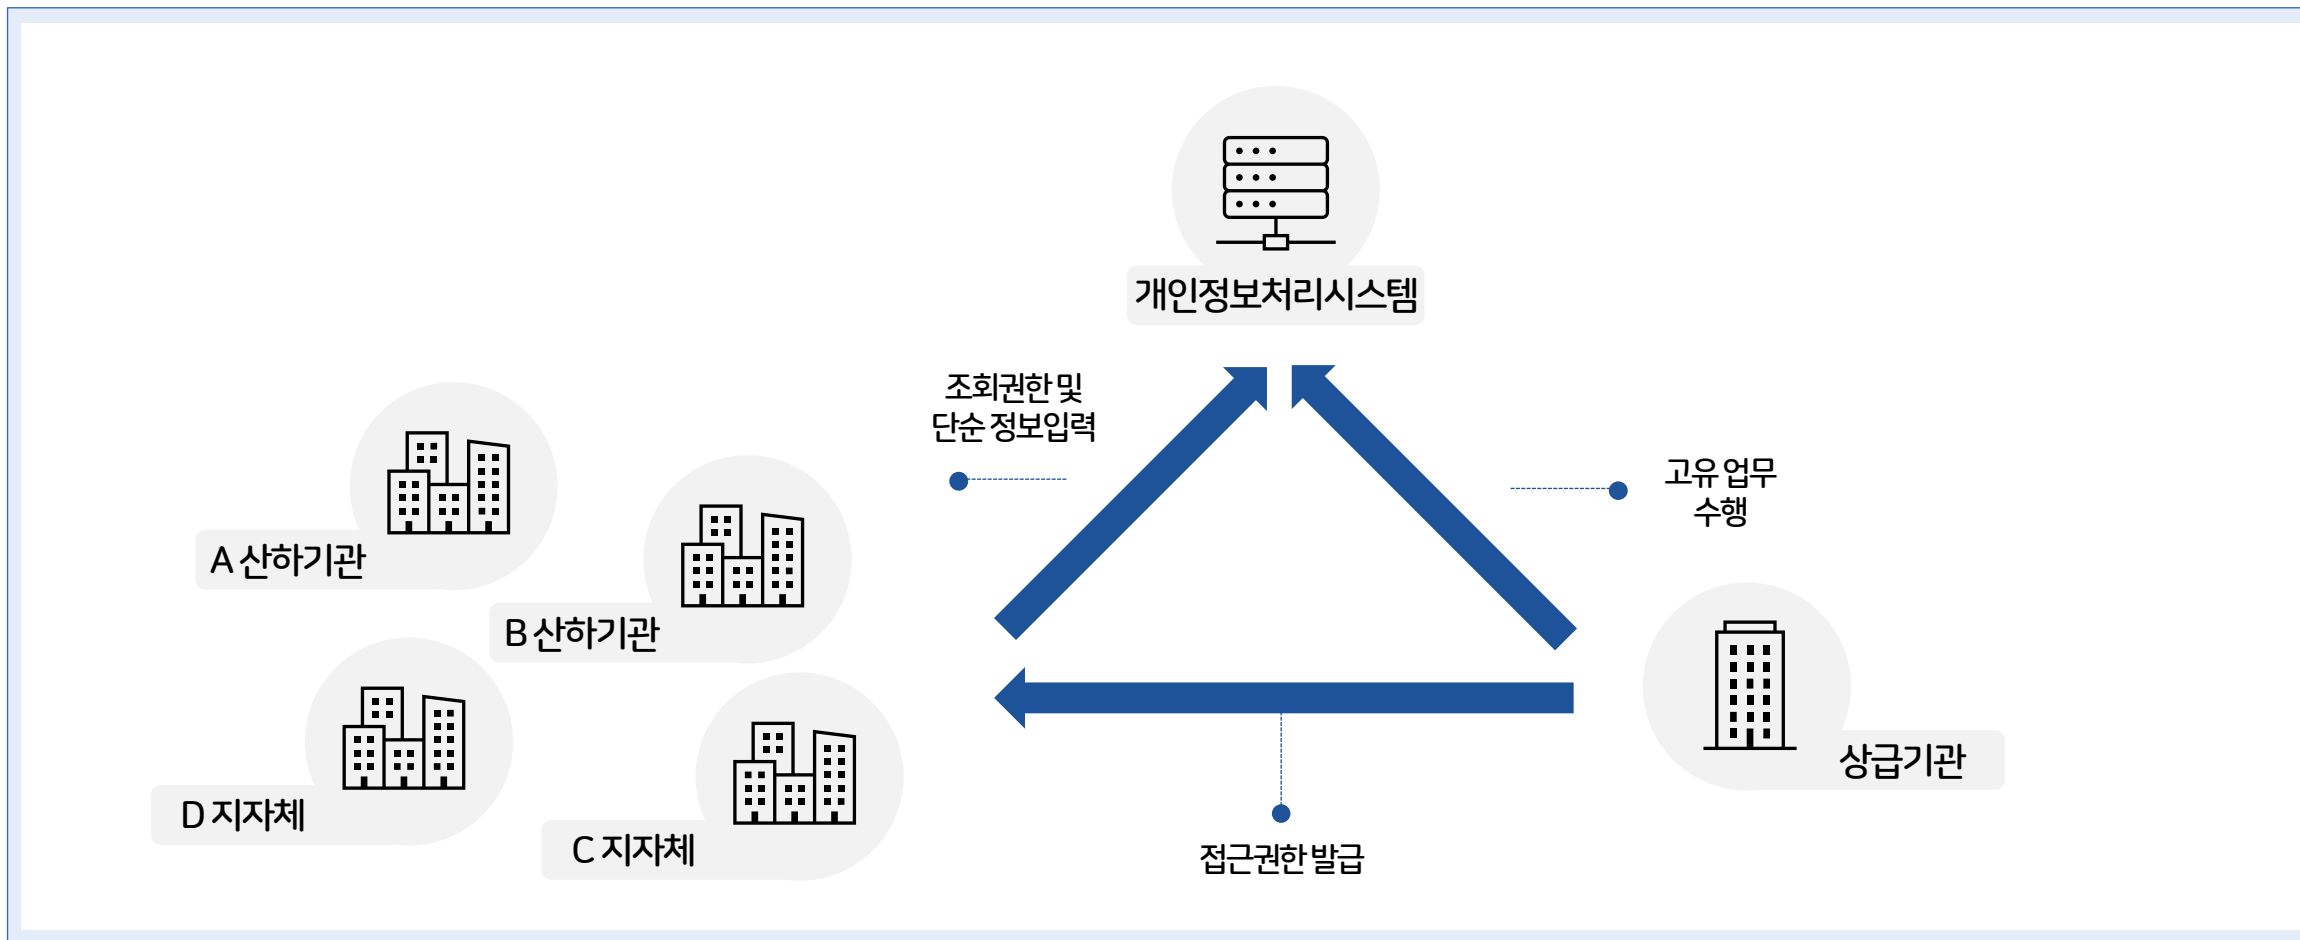 개인정보처리시스템
조회권한 및
단순 정보입력
고유 업무
수행
A 산하기관
B 산하기관
D 지자체
C 지자체
상급기관
접근권한 발급